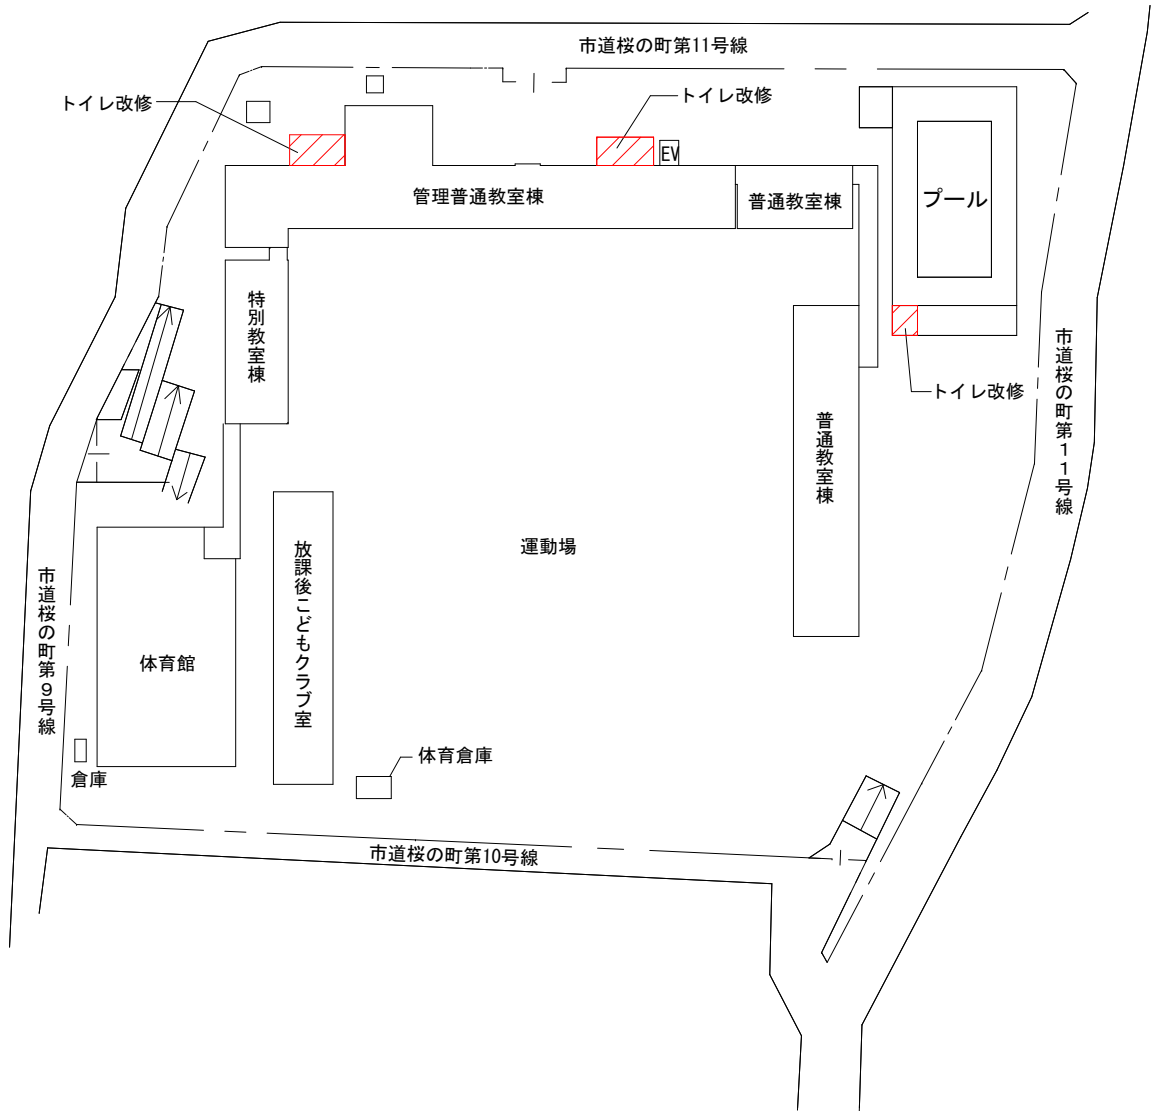 市道桜の町第11号線
トイレ改修
トイレ改修
EV
管理普通教室棟
普通教室棟
プール
特別教室棟
トイレ改修
市道桜の町第１１号線
普通教室棟
運動場
放課後こどもクラブ室
市道桜の町第９号線
体育館
体育倉庫
倉庫
市道桜の町第10号線